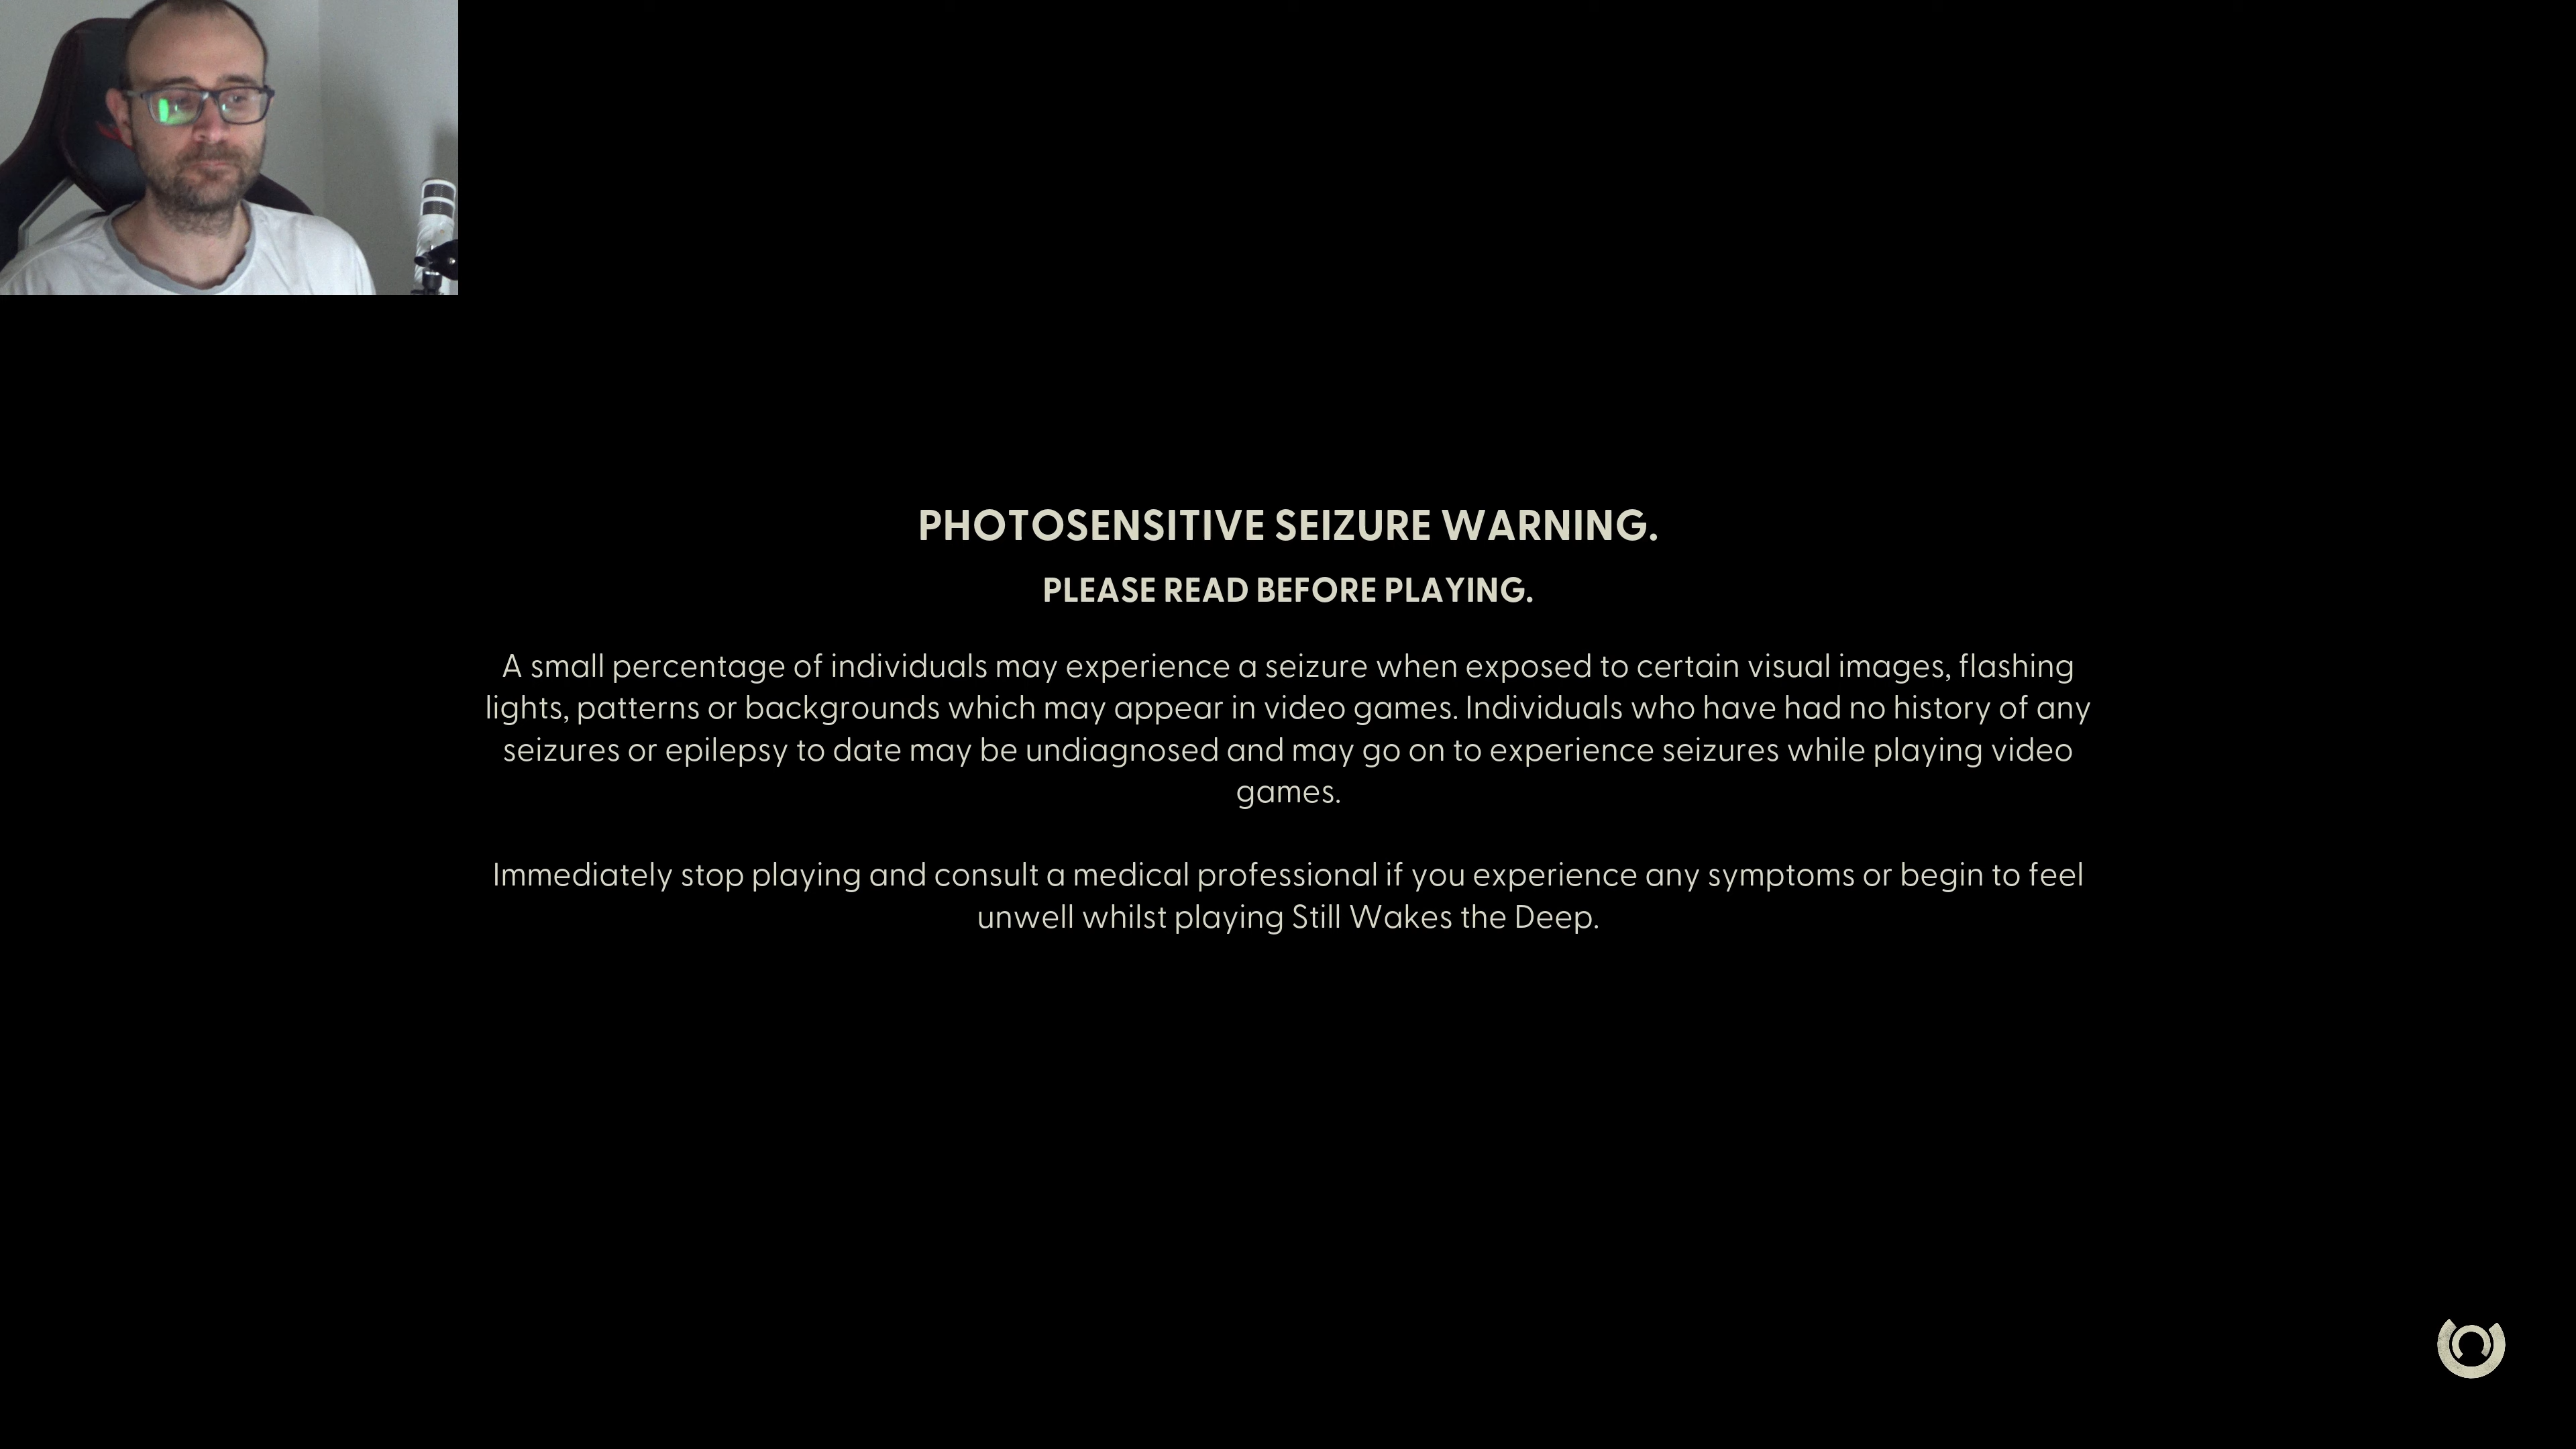 PHOTOSENSITIVE SEIZURE WARNING.
PLEASE READ BEFORE PLAYING.
A small percentage of individuals may experience a seizure when exposed to certain visual images, flashing
lights, patterns or backgrounds which may appear in video games. Individuals who have had no history of any
seizures or epilepsy to date may be undiagnosed and may go on to experience seizures while playing video
games.
Immediately stop playing and consult a medical professional if you experience any symptoms or begin to feel
unwell whilst playing Still Wakes the Deep.